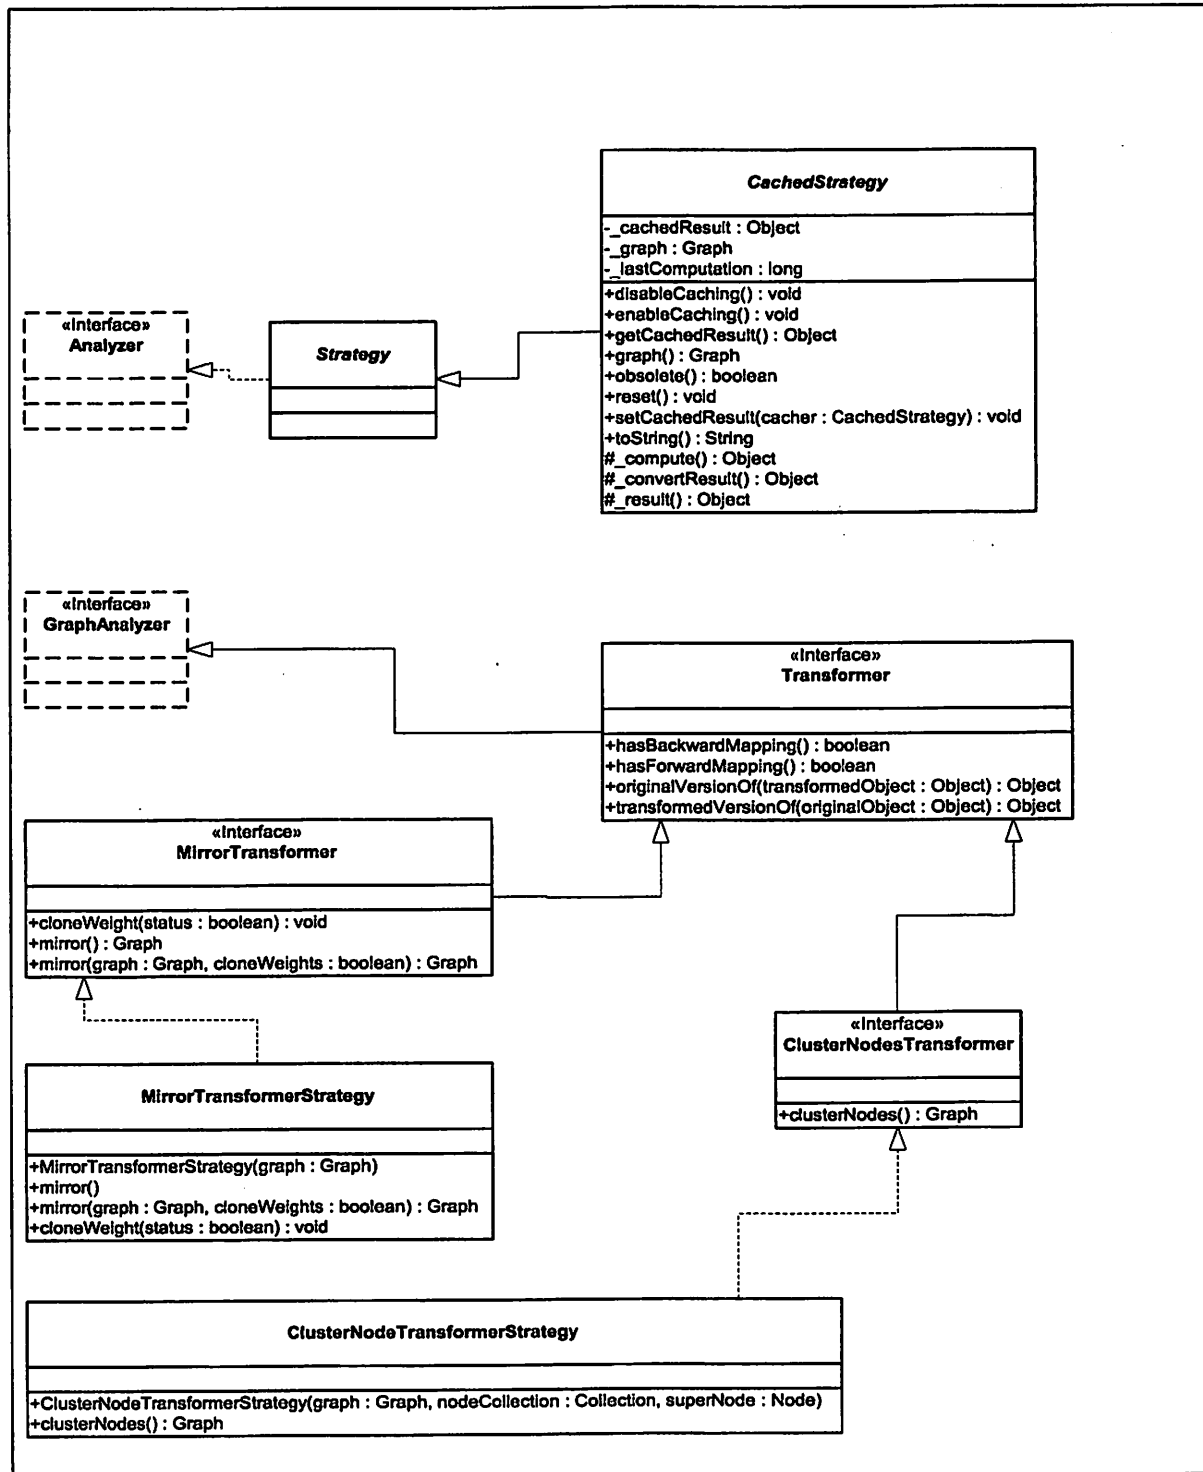 CachedStrategy
-_cachedResult : Object
-_graph : Graph
-_lastComputation : long
+disableCaching() : void
+enableCaching() : void
+getCachedResult() : Object
+graph() : Graph
+obsolete() : boolean
+reset() : void
+setCachedResult(cacher : CachedStrategy) : void
+toString() : String
#_compute() : Object
#_convertResult() : Object
#_result() : Object
«Interface»
Analyzer
Strategy
«Interface»
GraphAnalyzer
«Interface»
Transformer
+hasBackwardMapping() : boolean
+hasForwardMapping() : boolean
+originalVersionOf(transformedObject : Object) : Object
+transformedVersionOf(originalObject : Object) : Object
«Interface»
MirrorTransformer
+cloneWeight(status : boolean) : void
+mirror() : Graph
+mirror(graph : Graph, cloneWeights : boolean) : Graph
«Interface»
ClusterNodesTransformer
+clusterNodes() : Graph
MirrorTransformerStrategy
+MirrorTransformerStrategy(graph : Graph)
+mirror()
+mirror(graph : Graph, cloneWeights : boolean) : Graph
+cloneWeight(status : boolean) : void
ClusterNodeTransformerStrategy
+ClusterNodeTransformerStrategy(graph : Graph, nodeCollection : Collection, superNode : Node)
+clusterNodes() : Graph